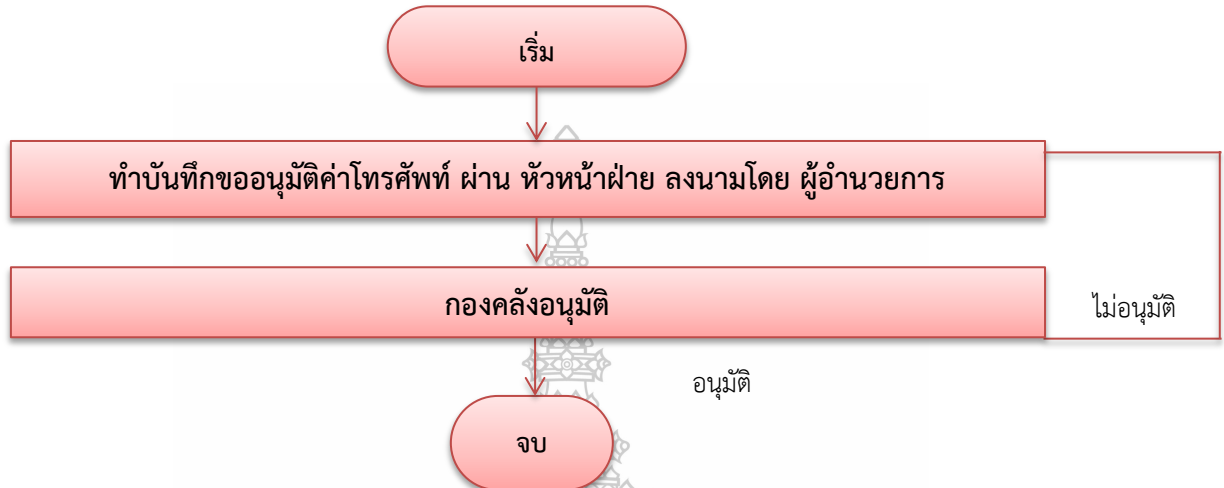 เริ่ม
ทำบันทึกขออนุมัติค่าโทรศัพท์ ผ่าน หัวหน้าฝ่าย ลงนามโดย ผู้อำนวยการ
กองคลังอนุมัติ
ไม่อนุมัติ
อนุมัติ
จบ